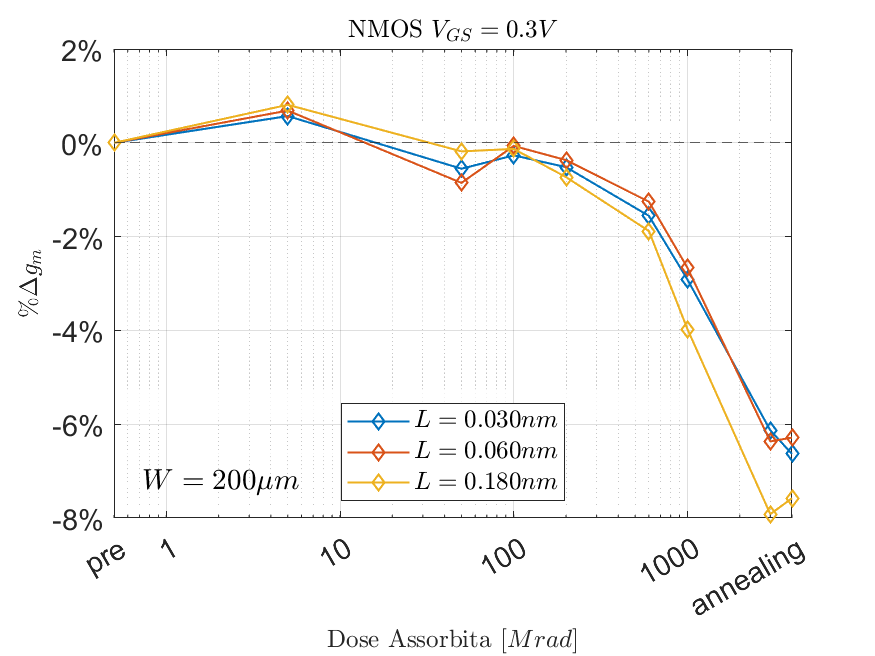 NMOS V_{GS} = 0.3V
2%
0%
-2%
-4%
-6%
-8%
%Δg_m
L = 0.030nm
L = 0.060nm
L = 0.180nm
W = 200μm
pre 1 10 100 1000 annealing
Dose Assorbita [Mrad]